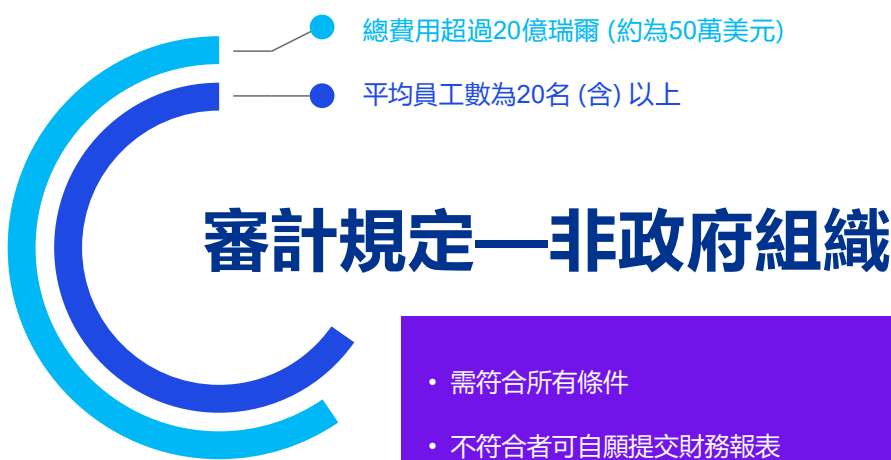 總費用超過20億瑞爾 (約為50萬美元)
平均員工數為20名 (含) 以上
審計規定—非政府組織
• 需符合所有條件
• 不符合者可自願提交財務報表